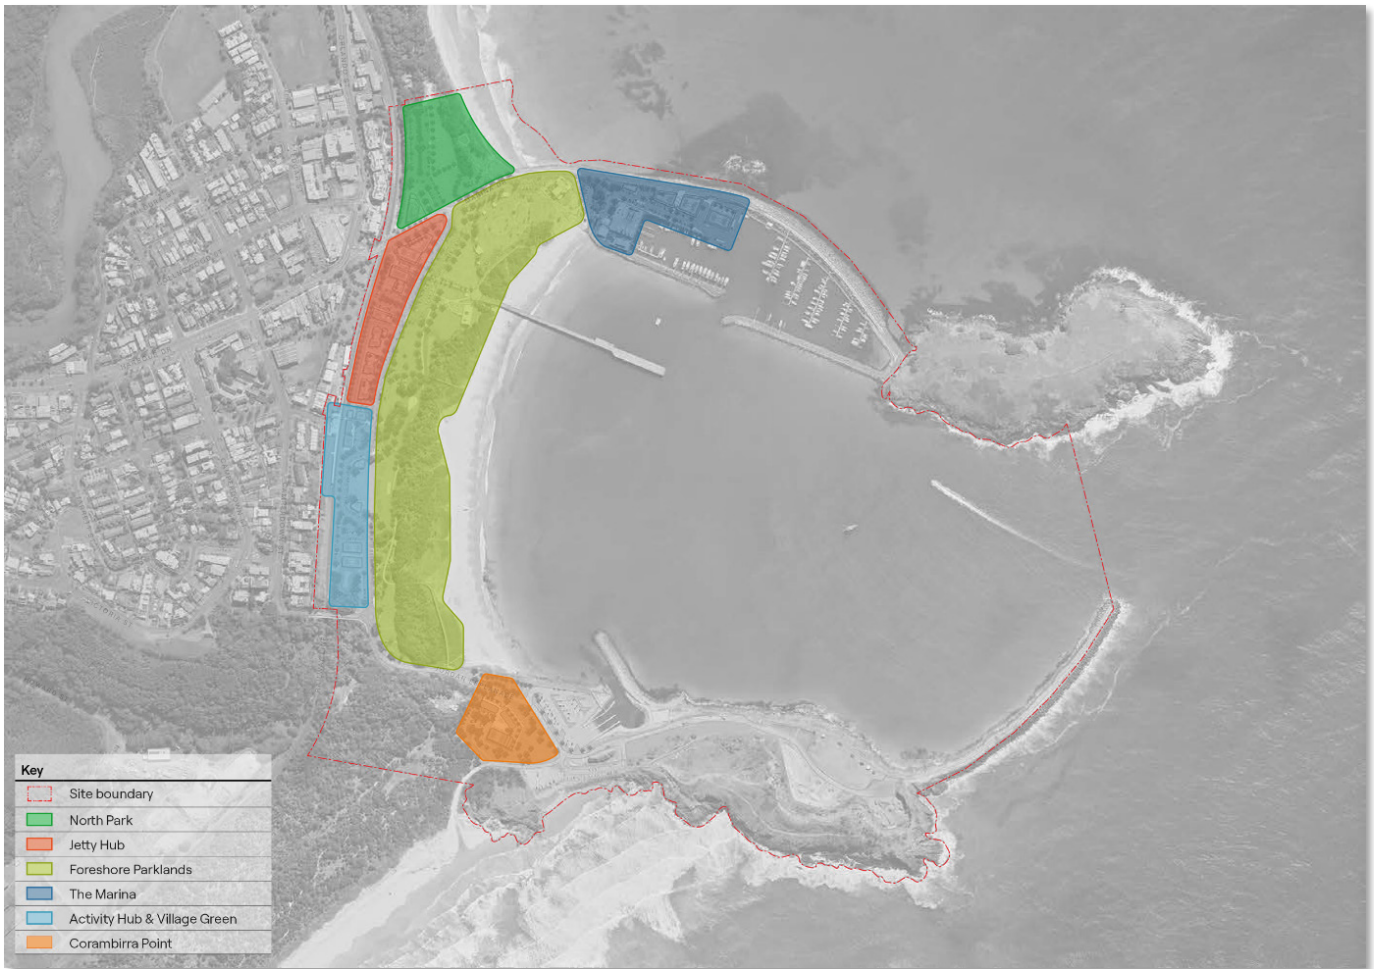 Key
Site boundary
North Park
Jetty Hub
Foreshore Parklands
The Marina
Activity Hub & Village Green
Corambirra Point